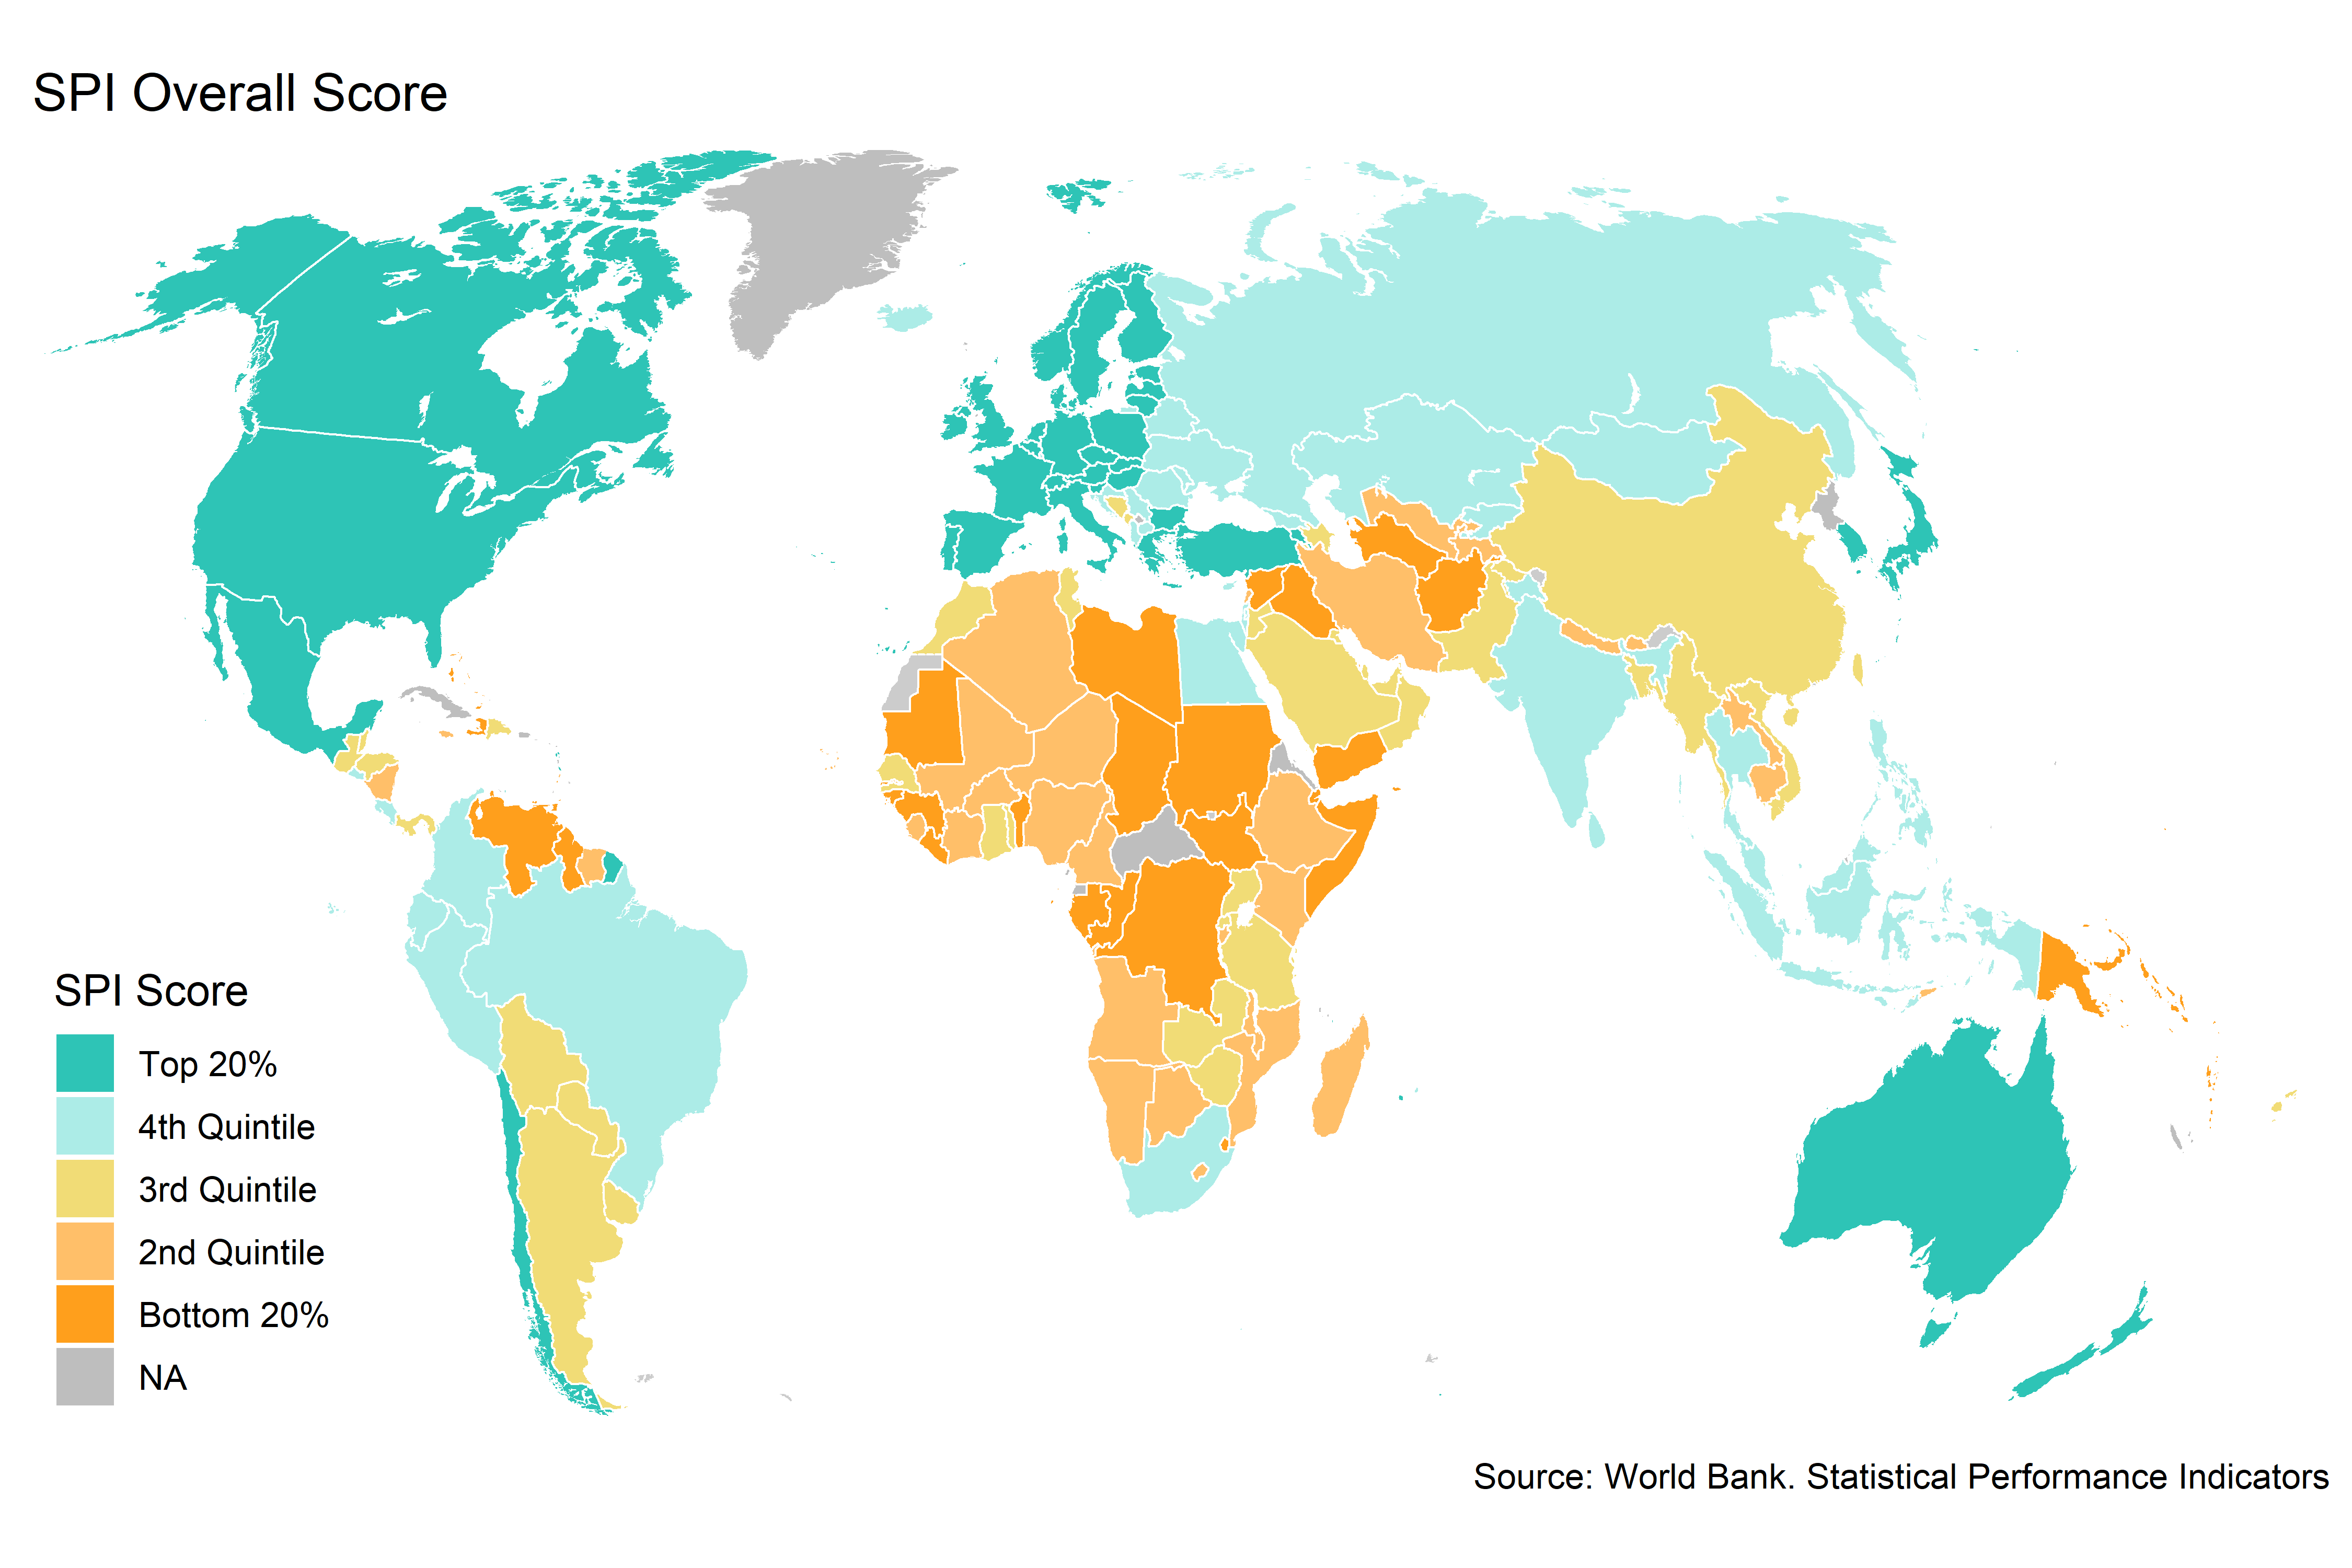 SPI Overall Score
SPI Score
Top 20%
4th Quintile
3rd Quintile
2nd Quintile
Bottom 20%
NA
Source: World Bank. Statistical Performance Indicators